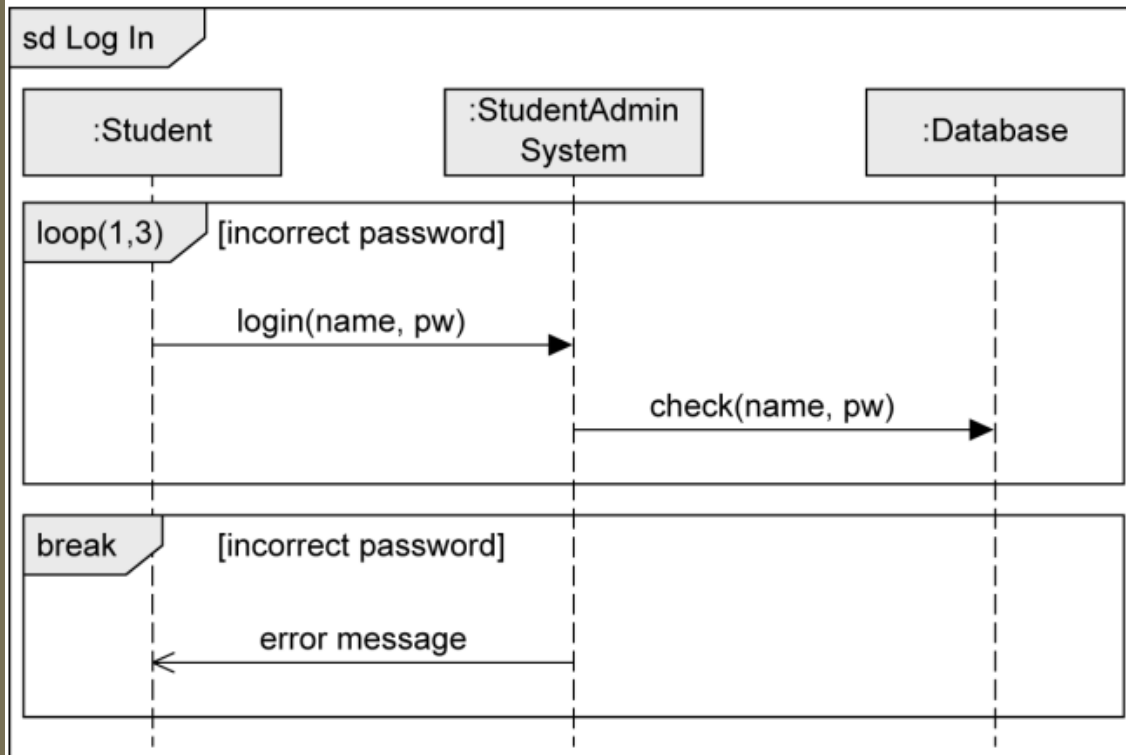 sd Log In
:Student
:StudentAdmin
System
:Database
loop(1,3)
[incorrect password]
login(name, pw)
check(name, pw)
break
[incorrect password]
error message